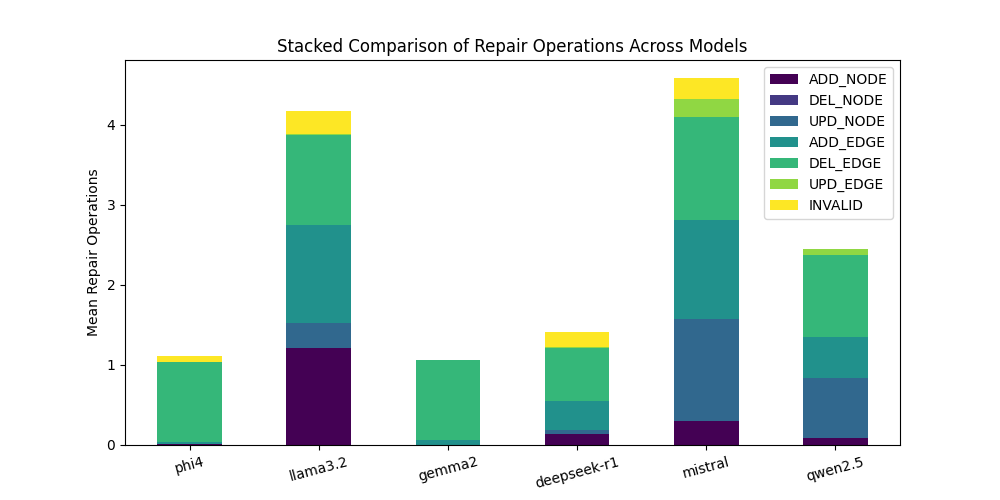 Stacked Comparison of Repair Operations Across Models
Mean Repair Operations
4
3
2
1
0
phi4
llama3.2
gemma2
deepseek-r1
mistral
qwen2.5
ADD_NODE
DEL_NODE
UPD_NODE
ADD_EDGE
DEL_EDGE
UPD_EDGE
INVALID